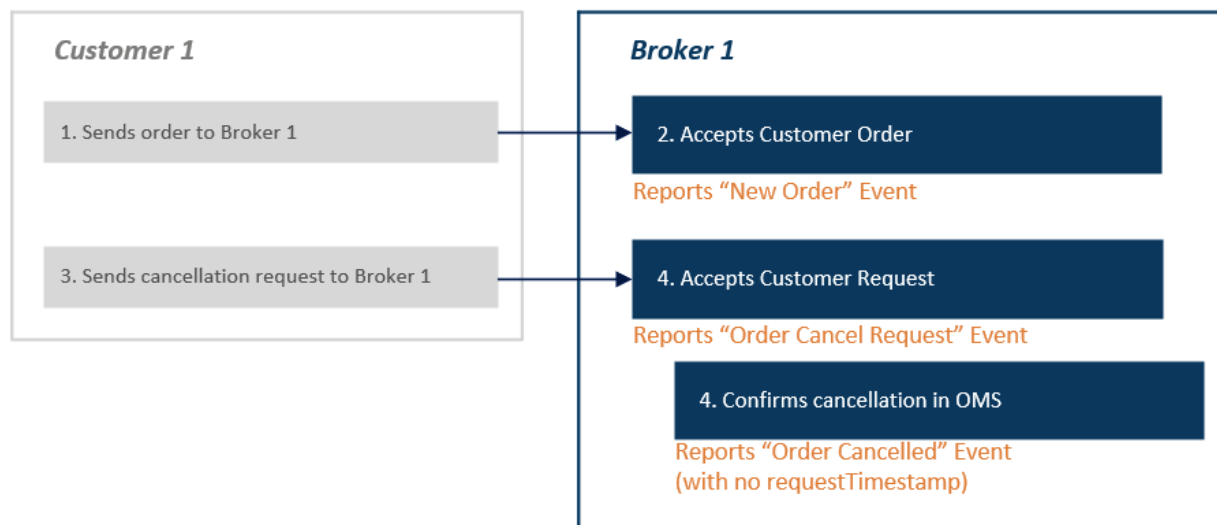 Customer 1
Broker 1
1. Sends order to Broker 1
2. Accepts Customer Order
Reports “New Order” Event
3. Sends cancellation request to Broker 1
4. Accepts Customer Request
Reports “Order Cancel Request” Event
4. Confirms cancellation in OMS
Reports “Order Cancelled” Event
(with no requestTimestamp)